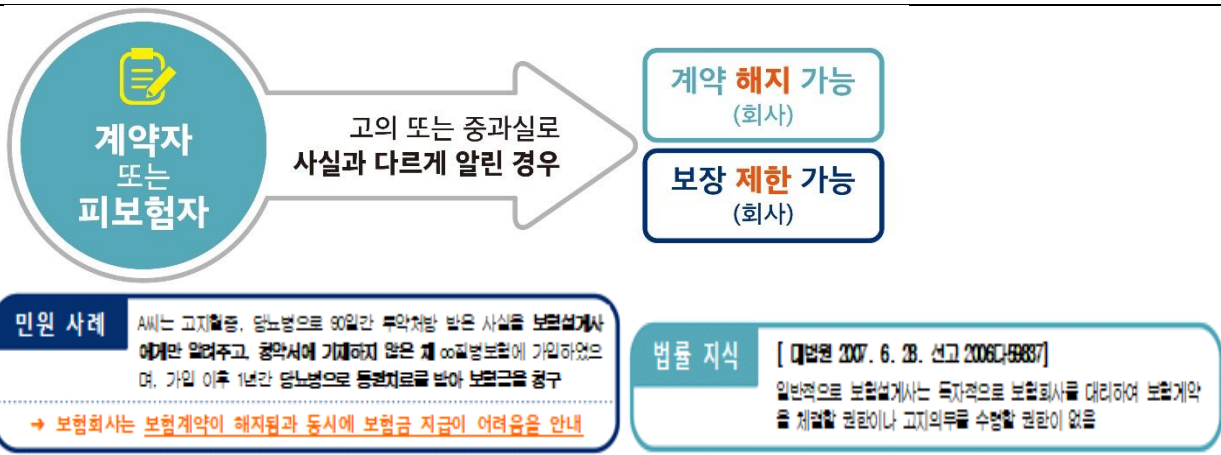 계약자
또는
피보험자
고의 또는 중과실로
사실과 다르게 알린 경우
계약 해지 가능
(회사)
보장 제한 가능
(회사)
민원 사례
A씨는 고지혈증, 당뇨병으로 90일간 투약처방 받은 사실을 보험설계사
에게만 알려주고, 청약서에 기재하지 않은 채 ∞질병보험에 가입하였으
며, 가입 이후 1년간 당뇨병으로 통원치료를 받아 보험금을 청구
→ 보험회사는 보험계약이 해지됨과 동시에 보험금 지급이 어려움을 안내
법률 지식
[ 대법원 2007. 6. 28. 선고 2006다59837]
일반적으로 보험설계사는 독자적으로 보험회사를 대리하여 보험계약
을 체결할 권한이나 고지의무를 수령할 권한이 없음